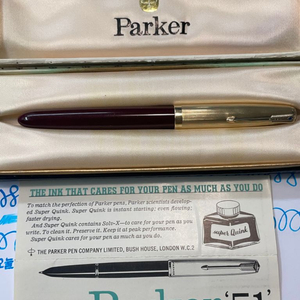 Parker
THE INK THAT CARES FOR YOUR PEN AS MUCH AS YOU DO
To match the perfection of Parker pens, Parker scientists develop-
ed Super Quink. Super Quink is instant starting; even flowing;
faster drying.
And Super Quink contains Solv-X—to care for your pen as you
write. To clean it. Preserve it. Keep it at peak performance.
Super Quink cares for your pen as much as you do.
super Quink
THE PARKER PEN COMPANY LIMITED, BUSH HOUSE, LONDON W.C.2
Parker '51'